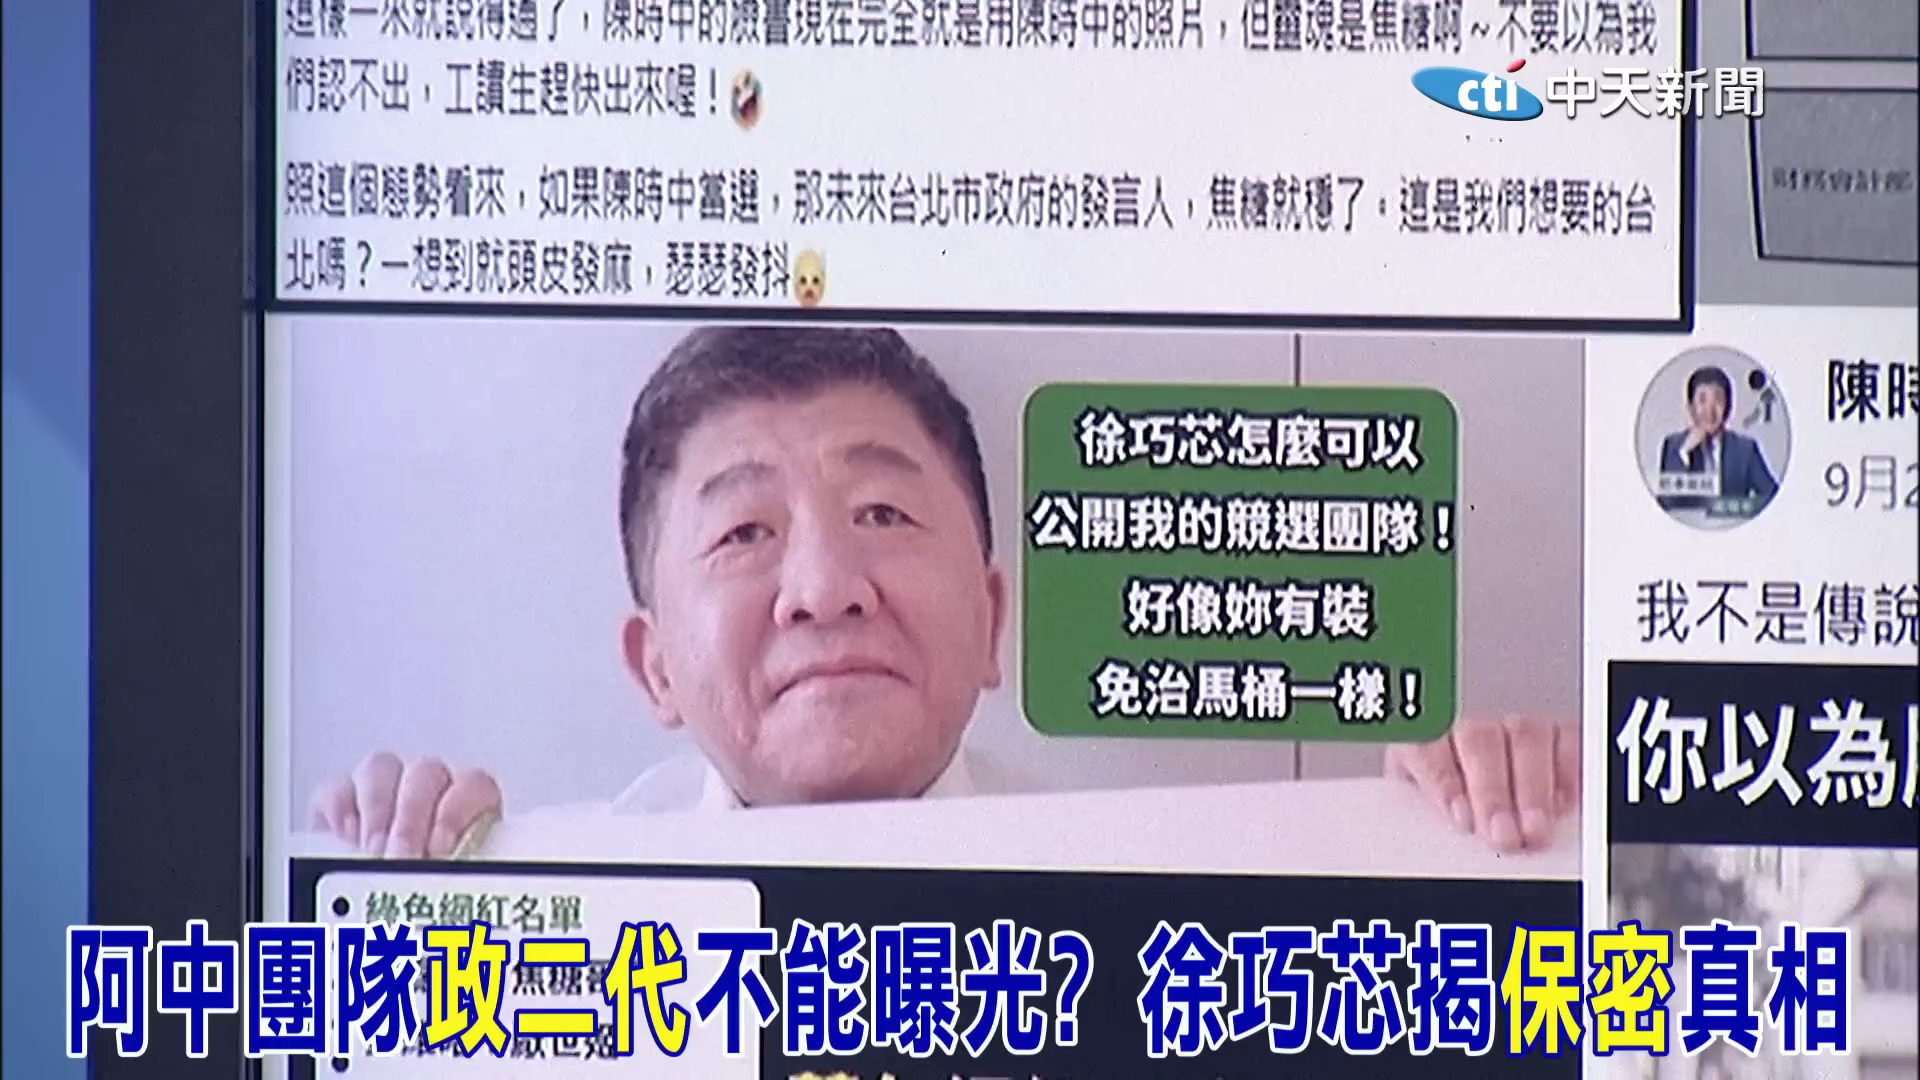 這樣一來就說得過了，陳時中的臉書現在完全就是用陳時中的照片，但靈魂是焦糖啊~不要以為我
們認不出，工讀生趕快出來喔！
照這個態勢看來，如果陳時中當選，那未來台北市政府的發言人，焦糖就穩了。這是我們想要的台
北嗎？一想到就頭皮發麻，瑟瑟發抖
cti 中天新聞
財務會計部
徐巧芯怎麼可以
公開我的競選團隊！
好像妳有裝
免治馬桶一樣！
陳時
9月2
我不是傳說
你以為
綠色網紅名單
焦糖
阿中團隊政二代不能曝光? 徐巧芯揭保密真相